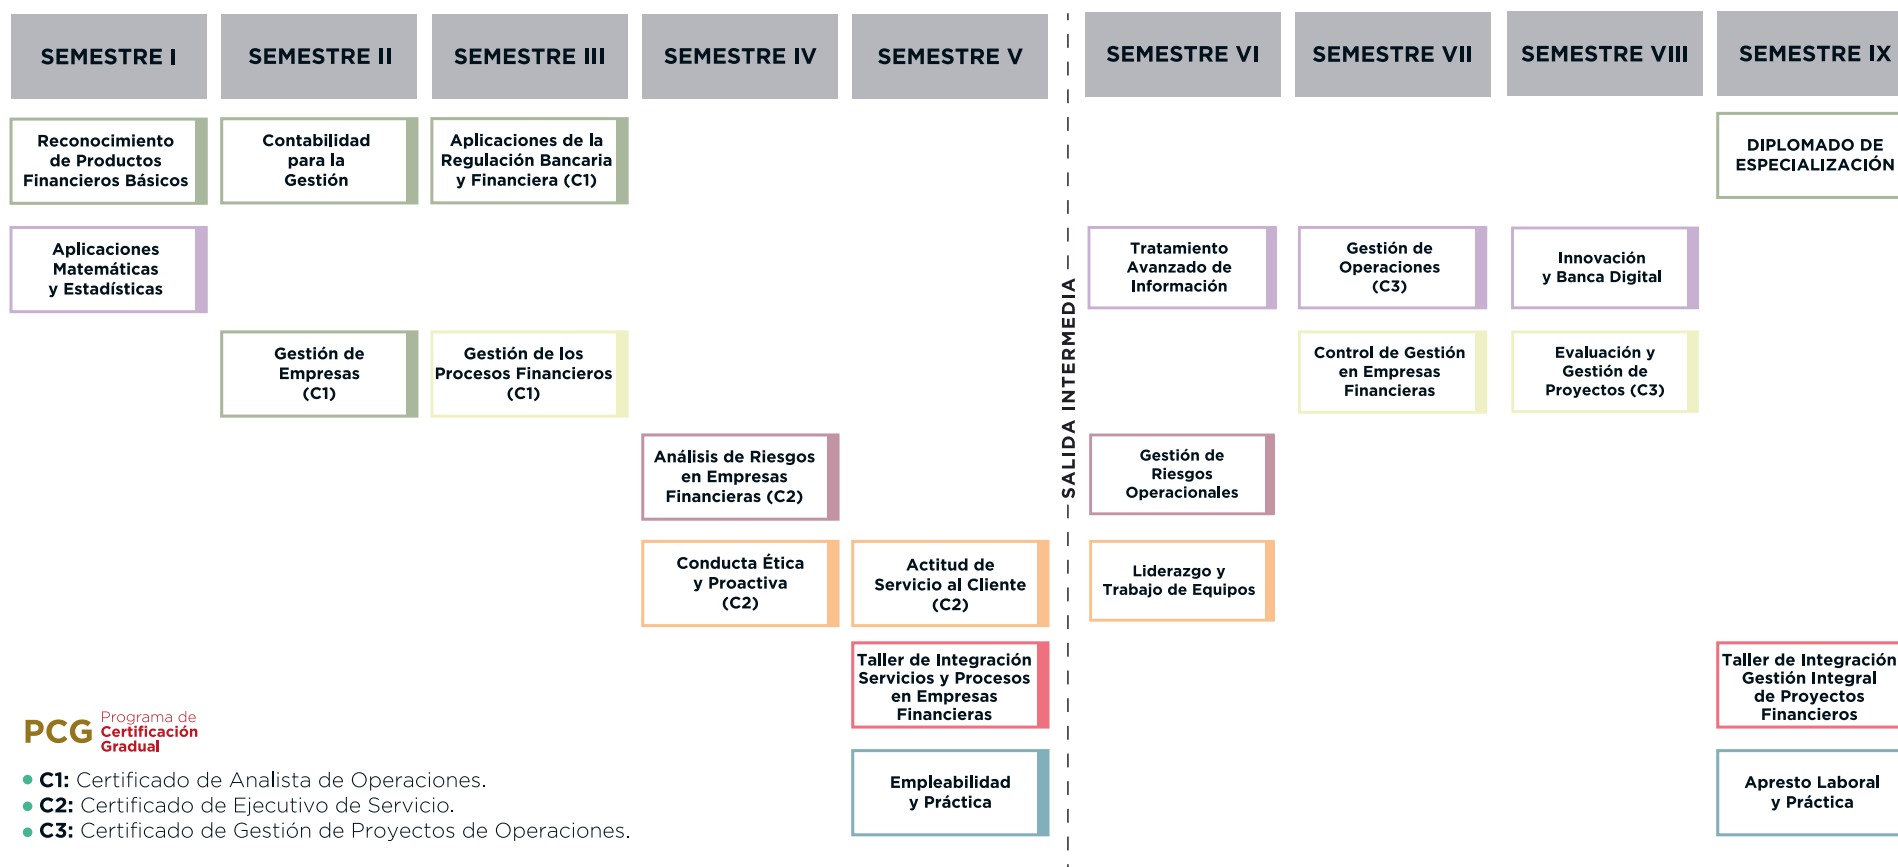 SEMESTRE I
SEMESTRE II
SEMESTRE III
SEMESTRE IV
SEMESTRE V
SEMESTRE VI
SEMESTRE VII
SEMESTRE VIII
SEMESTRE IX
Reconocimiento
de Productos
Financieros Básicos
Contabilidad
para la
Gestión
Aplicaciones de la
Regulación Bancaria
y Financiera (C1)
DIPLOMADO DE
ESPECIALIZACIÓN
Aplicaciones
Matemáticas
y Estadísticas
Tratamiento
Avanzado de
Información
Gestión de
Operaciones
(C3)
Innovación
y Banca Digital
Gestión de
Empresas
(C1)
Gestión de los
Procesos Financieros
(C1)
SALIDA INTERMEDIA
Control de Gestión
en Empresas
Financieras
Evaluación y
Gestión de
Proyectos (C3)
Análisis de Riesgos
en Empresas
Financieras (C2)
Gestión de
Riesgos
Operacionales
Conducta Ética
y Proactiva
(C2)
Actitud de
Servicio al Cliente
(C2)
Liderazgo y
Trabajo de Equipos
Taller de Integración
Servicios y Procesos
en Empresas
Financieras
Taller de Integración
Gestión Integral
de Proyectos
Financieros
Empleabilidad
y Práctica
Apresto Laboral
y Práctica
PCG Programa de
Certificación
Gradual
C1: Certificado de Analista de Operaciones.
C2: Certificado de Ejecutivo de Servicio.
C3: Certificado de Gestión de Proyectos de Operaciones.